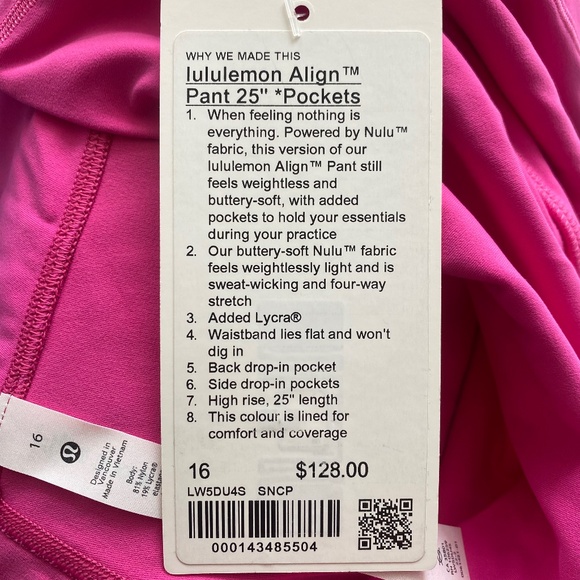 WHY WE MADE THIS
lululemon Align™
Pant 25" *Pockets
1. When feeling nothing is
everything. Powered by Nulu™
fabric, this version of our
lululemon Align™ Pant still
feels weightless and
buttery-soft, with added
pockets to hold your essentials
during your practice
2. Our buttery-soft Nulu™ fabric
feels weightlessly light and is
sweat-wicking and four-way
stretch
3. Added Lycra®
4. Waistband lies flat and won't
dig in
5. Back drop-in pocket
6. Side drop-in pockets
7. High rise, 25" length
8. This colour is lined for
comfort and coverage
16 $128.00
LW5DU4S SNCP
000143485504
16
Designed in
Vancouver
Made in Vietnam
Body:
81% Nylon
19% Lycra®